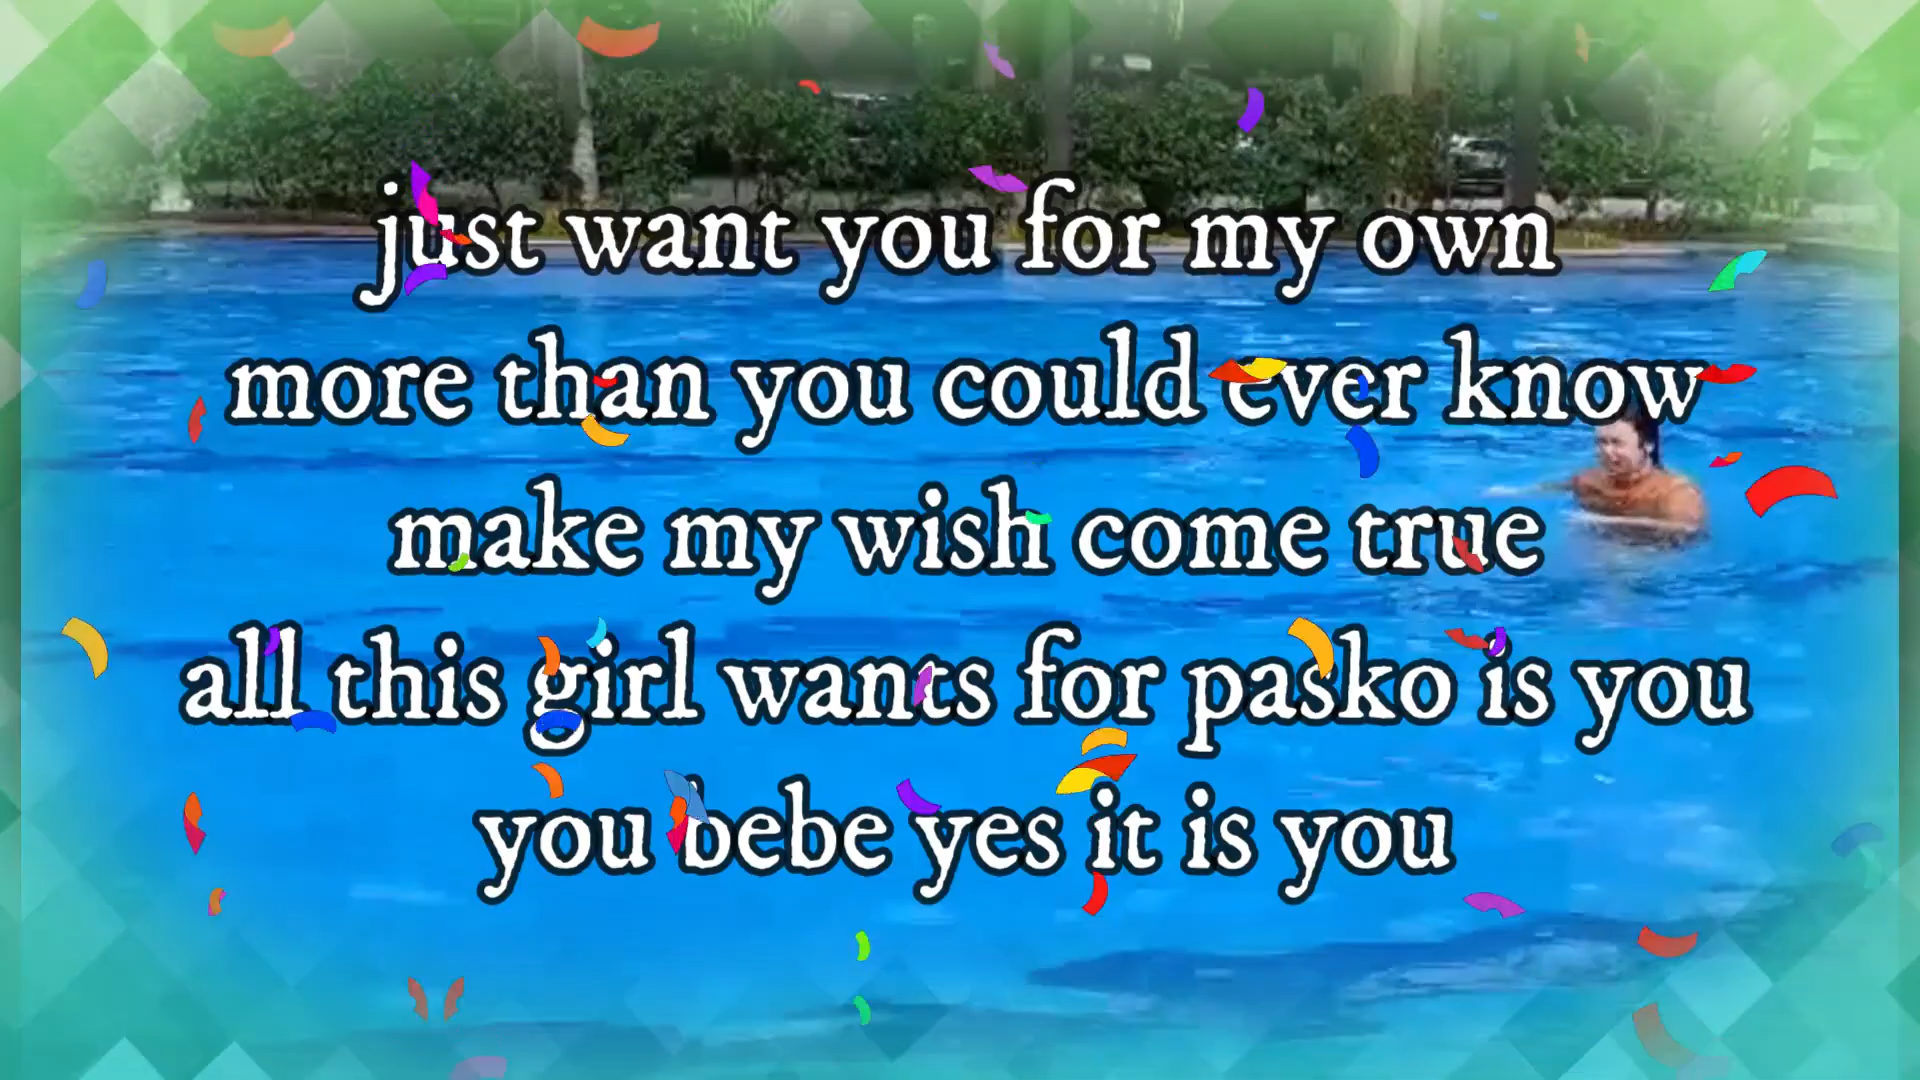 just want you for my own
more than you could ever know
make my wish come true
all this girl wants for pasko is you
you bebe yes it is you